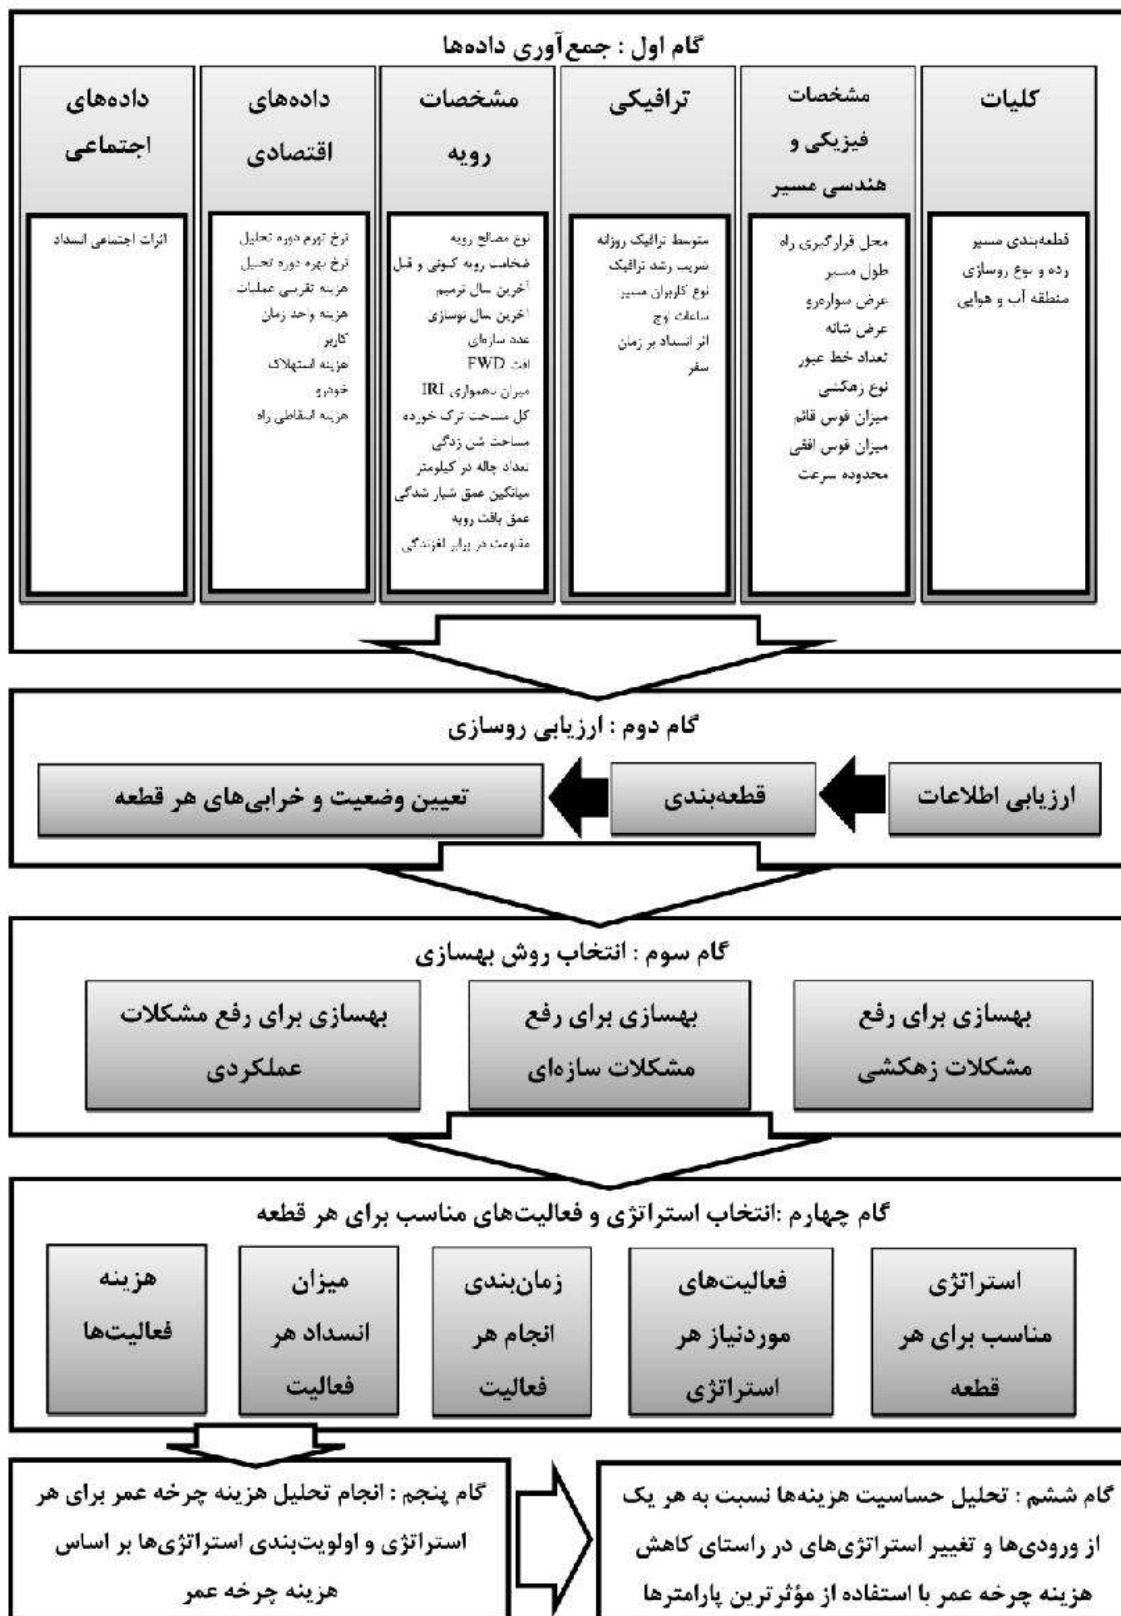 گام اول : جمع‌آوری داده‌ها
کلیات
قطعه‌بندی مسیر
رده و نوع روسازی
منطقه آب و هوایی
مشخصات
فیزیکی و
هندسی مسیر
محل قرارگیری راه
طول مسیر
عرض سواره‌رو
عرض شانه
تعداد خط عبور
نوع زهکشی
میزان قوس قائم
میزان قوس افقی
محدوده سرعت
ترافیکی
متوسط ترافیک روزانه
ضریب رشد ترافیک
نوع کاربران مسیر
ساعات اوج
اثر انسداد بر زمان
سفر
مشخصات
رویه
نوع مصالح رویه
ضخامت رویه کنونی و قبل
آخرین سال ترمیم
آخرین سال نوسازی
عدد سازه‌ای
افت FWD
میزان ناهمواری IRI
کل مساحت ترک خورده
مساحت شن زدگی
تعداد چاله در کیلومتر
میانگین عمق شیار شدگی
عمق بافت رویه
مقاومت در برابر لغزندگی
داده‌های
اقتصادی
نرخ تورم دوره تحلیل
نرخ بهره دوره تحلیل
هزینه تقریبی عملیات
هزینه واحد زمان
کاربر
هزینه استهلاک
خودرو
هزینه اسقاطی راه
داده‌های
اجتماعی
اثرات اجتماعی انسداد
گام دوم : ارزیابی روسازی
ارزیابی اطلاعات
قطعه‌بندی
تعیین وضعیت و خرابی‌های هر قطعه
گام سوم : انتخاب روش بهسازی
بهسازی برای رفع
مشکلات زهکشی
بهسازی برای رفع
مشکلات سازه‌ای
بهسازی برای رفع مشکلات
عملکردی
گام چهارم :انتخاب استراتژی و فعالیت‌های مناسب برای هر قطعه
استراتژی
مناسب برای هر
قطعه
فعالیت‌های
موردنیاز هر
استراتژی
زمان‌بندی
انجام هر
فعالیت
میزان
انسداد هر
فعالیت
هزینه
فعالیت‌ها
گام پنجم : انجام تحلیل هزینه چرخه عمر برای هر
استراتژی و اولویت‌بندی استراتژی‌ها بر اساس
هزینه چرخه عمر
گام ششم : تحلیل حساسیت هزینه‌ها نسبت به هر یک
از ورودی‌ها و تغییر استراتژی‌های در راستای کاهش
هزینه چرخه عمر با استفاده از مؤثرترین پارامترها